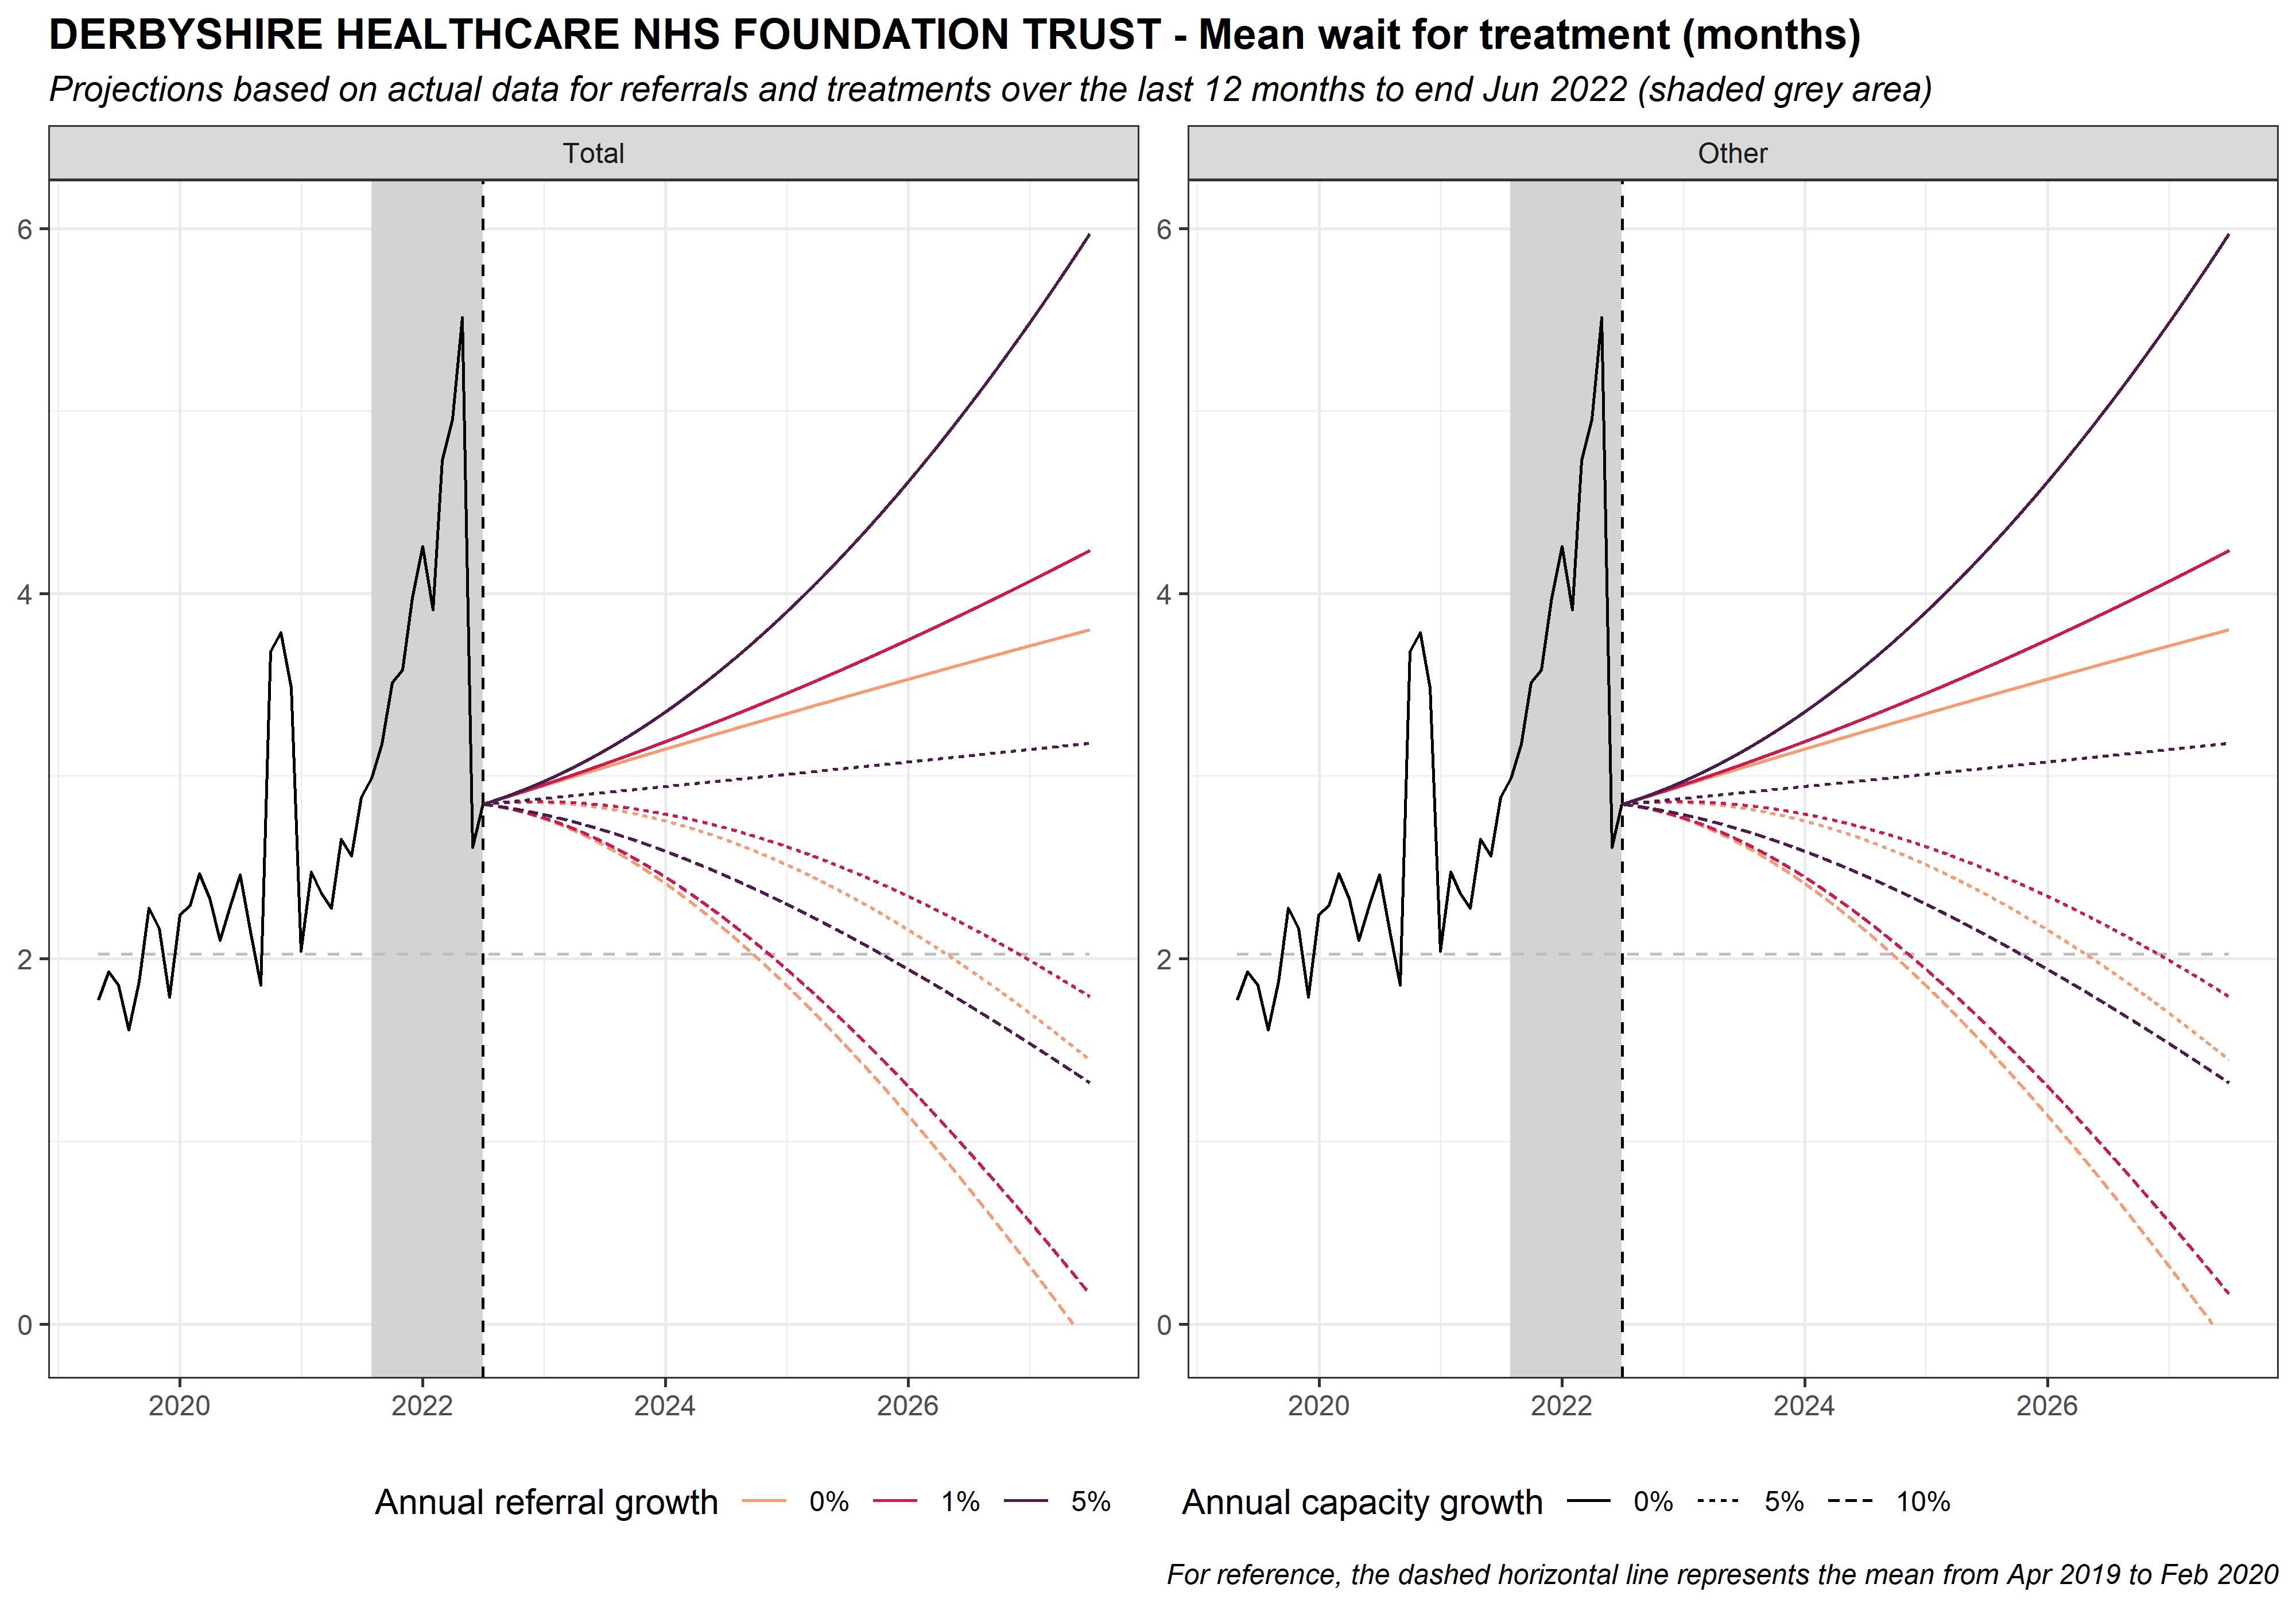 DERBYSHIRE HEALTHCARE NHS FOUNDATION TRUST - Mean wait for treatment (months)
Projections based on actual data for referrals and treatments over the last 12 months to end Jun 2022 (shaded grey area)
Total
Other
6
4
2
0
6
4
2
0
2020 2022 2024 2026
2020 2022 2024 2026
Annual referral growth 0% 1% 5%
Annual capacity growth 0% 5% 10%
For reference, the dashed horizontal line represents the mean from Apr 2019 to Feb 2020